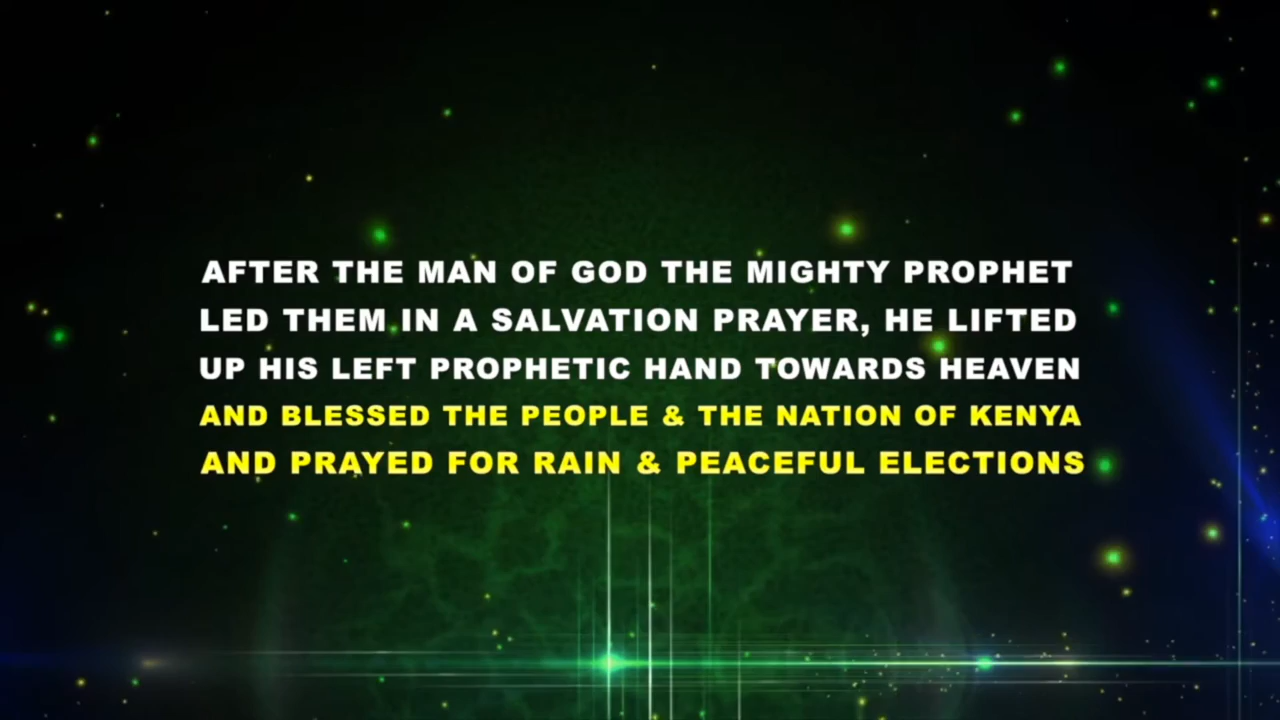 AFTER THE MAN OF GOD THE MIGHTY PROPHET
LED THEM IN A SALVATION PRAYER, HE LIFTED
UP HIS LEFT PROPHETIC HAND TOWARDS HEAVEN
AND BLESSED THE PEOPLE & THE NATION OF KENYA
AND PRAYED FOR RAIN & PEACEFUL ELECTIONS